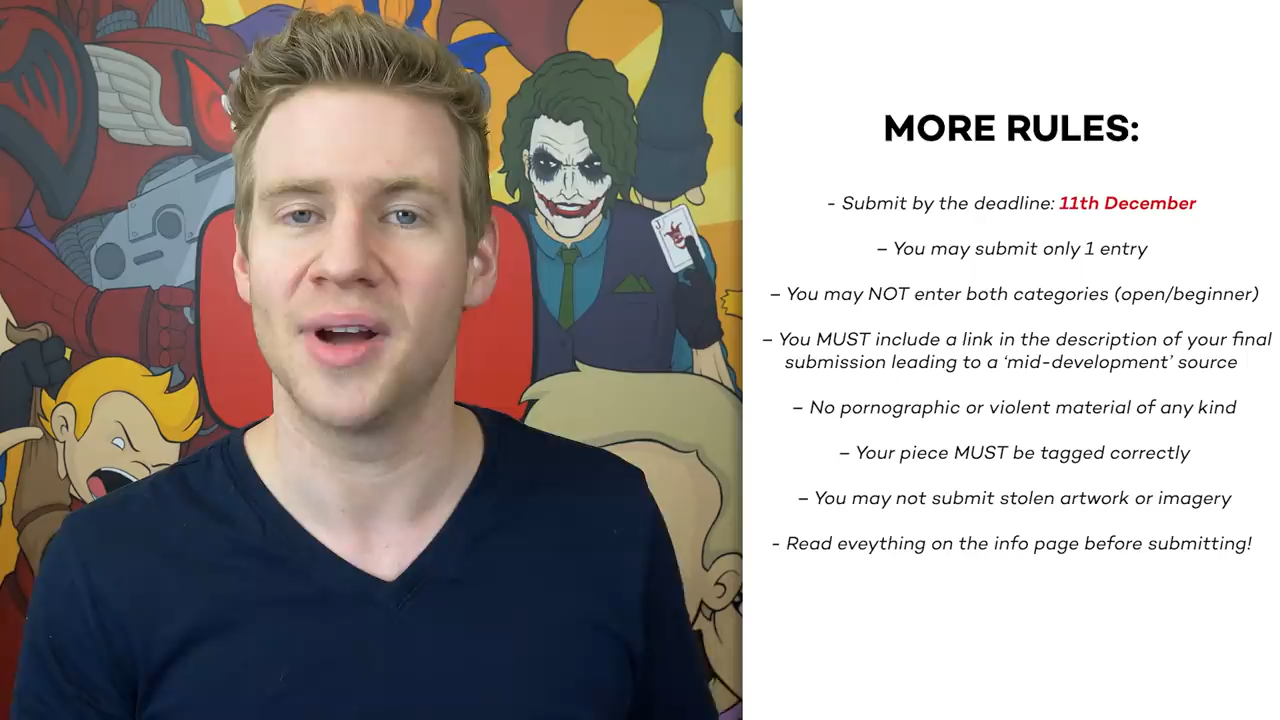 MORE RULES:
- Submit by the deadline: 11th December
– You may submit only 1 entry
– You may NOT enter both categories (open/beginner)
– You MUST include a link in the description of your final
submission leading to a ‘mid-development’ source
– No pornographic or violent material of any kind
– Your piece MUST be tagged correctly
– You may not submit stolen artwork or imagery
- Read eveything on the info page before submitting!